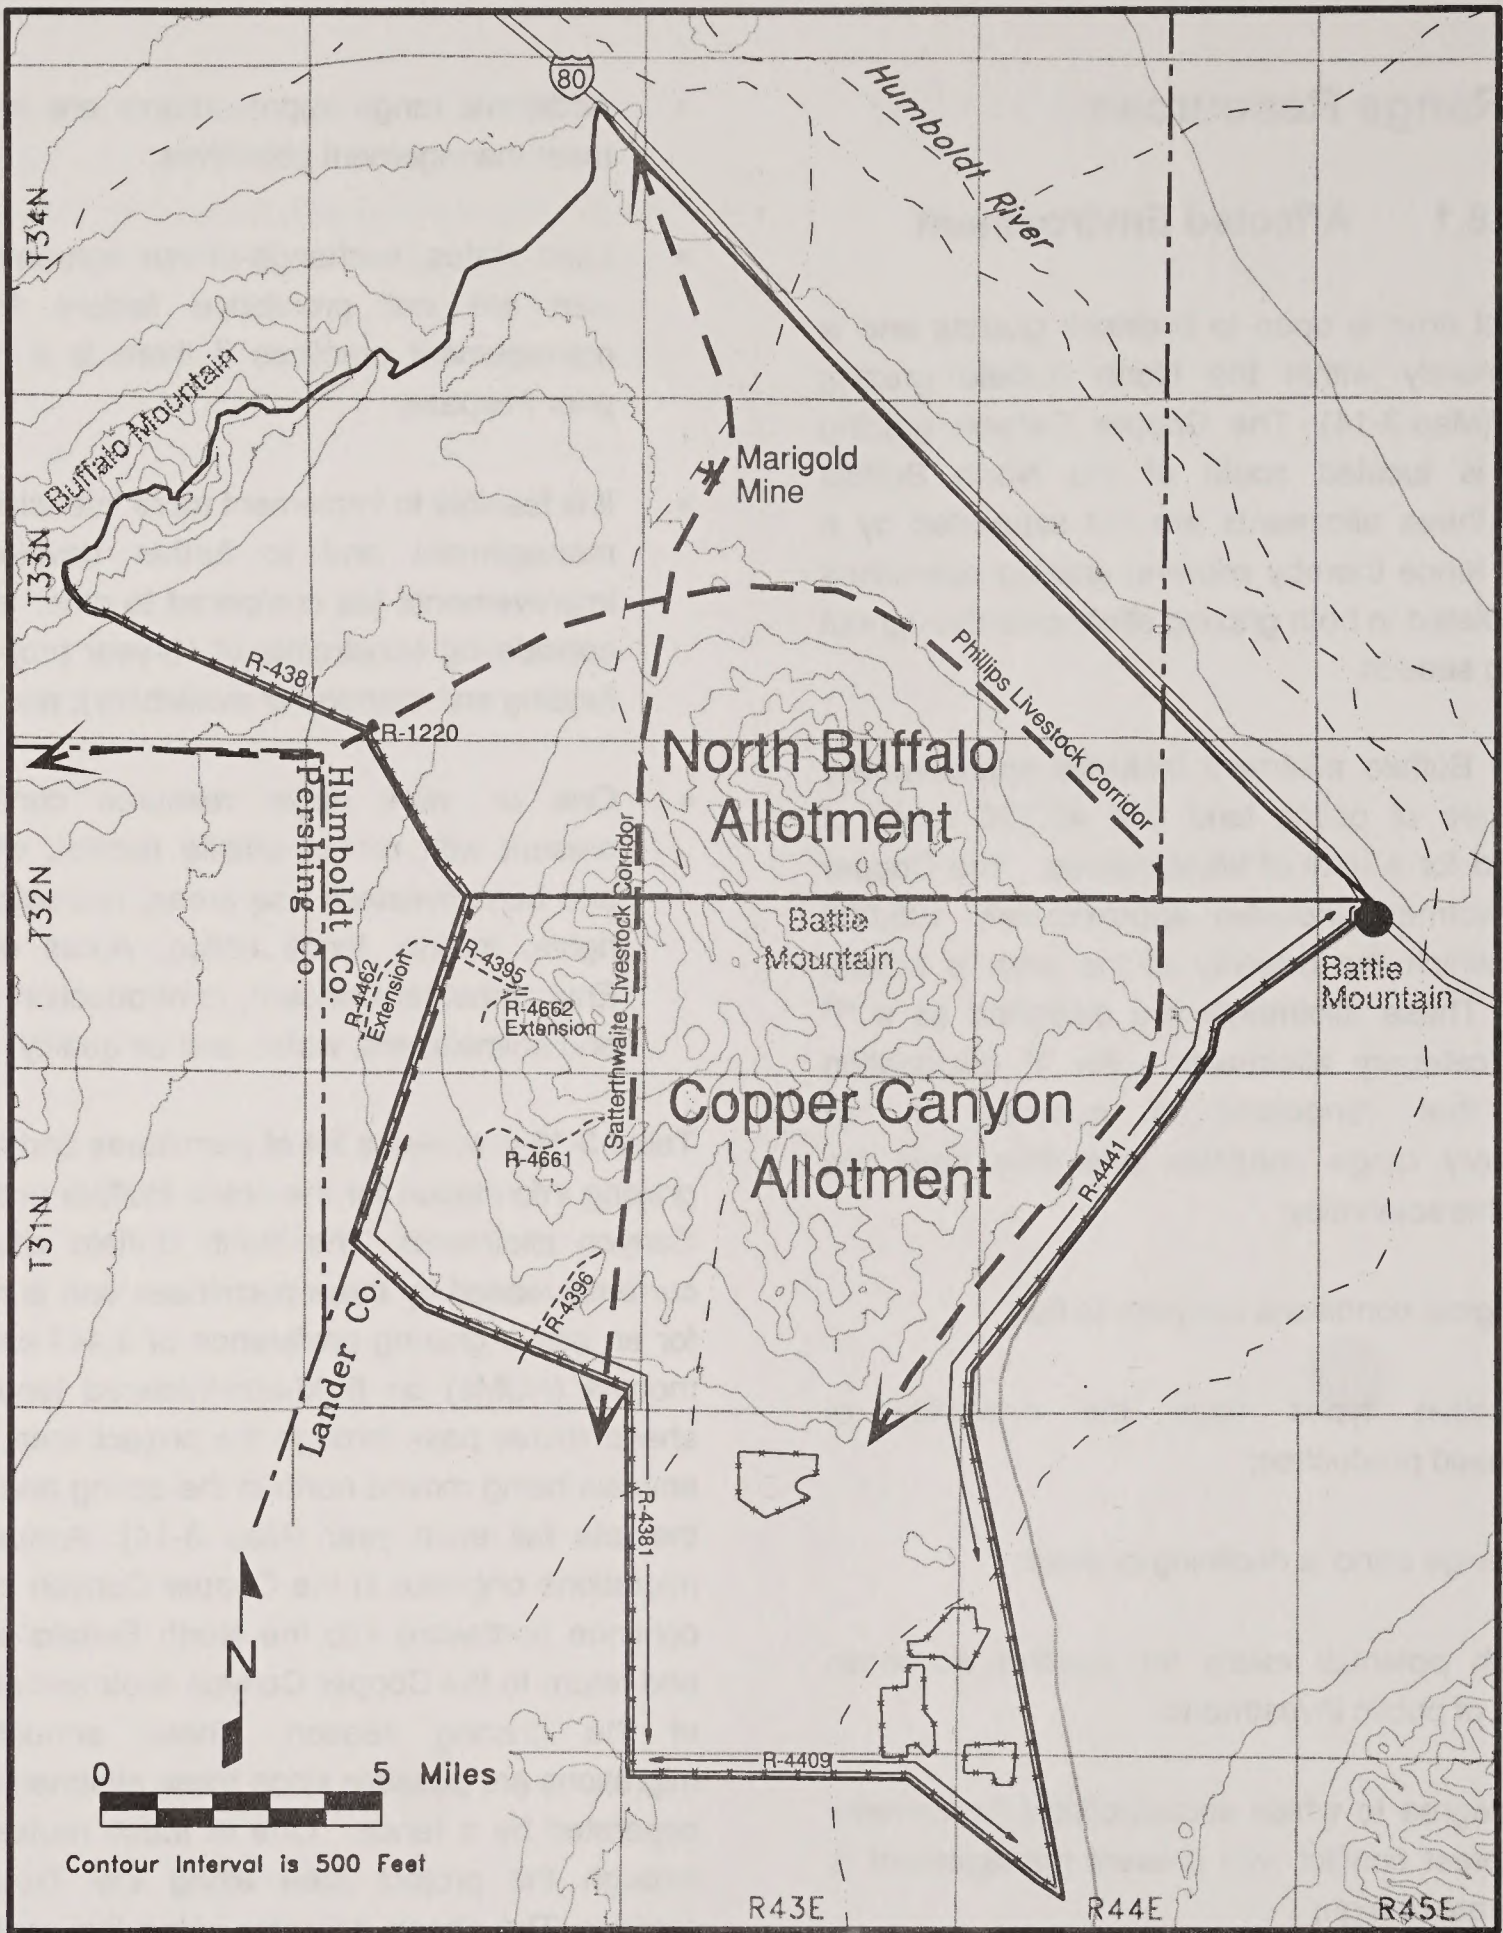 80
Humboldt River
T34N
Buffalo Mountain
Marigold
Mine
T33N
R-4381
Phillips Livestock Corridor
R-1220
North Buffalo
Allotment
Humboldt Co.
Pershing Co.
Satterthwaite Livestock Corridor
T32N
Battle
Mountain
R-4462
Extension
R-4395
R-4662
Extension
Battle
Mountain
Copper Canyon
Allotment
R-4441
R-4661
T31N
R-4396
Lander Co.
R-4381
N
R-4409
0 5 Miles
Contour Interval is 500 Feet
R43E
R44E
R45E